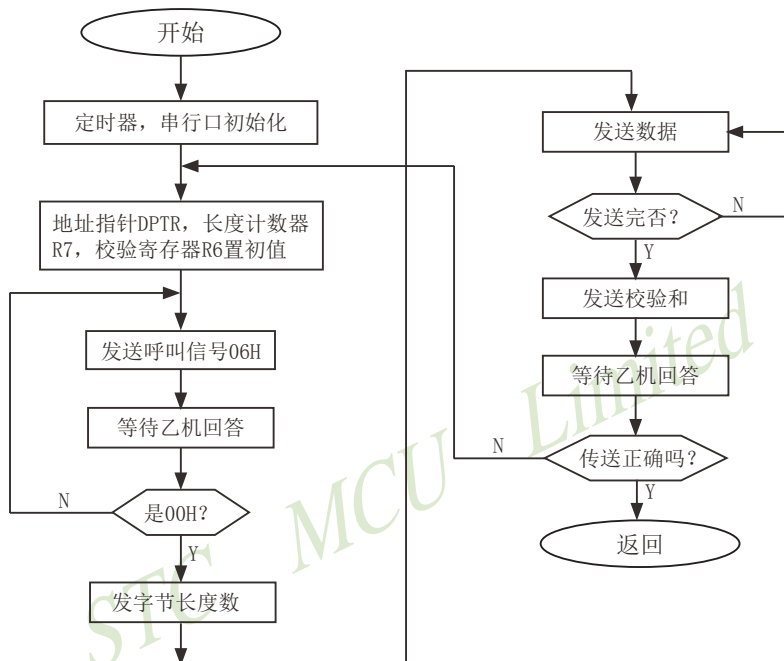 开始
定时器，串行口初始化
地址指针DPTR，长度计数器
R7，校验寄存器R6置初值
发送呼叫信号06H
等待乙机回答
是00H？
N
Y
发字节长度数
发送数据
发送完否？
N
Y
发送校验和
等待乙机回答
传送正确吗？
N
Y
返回
STC MCU Limited